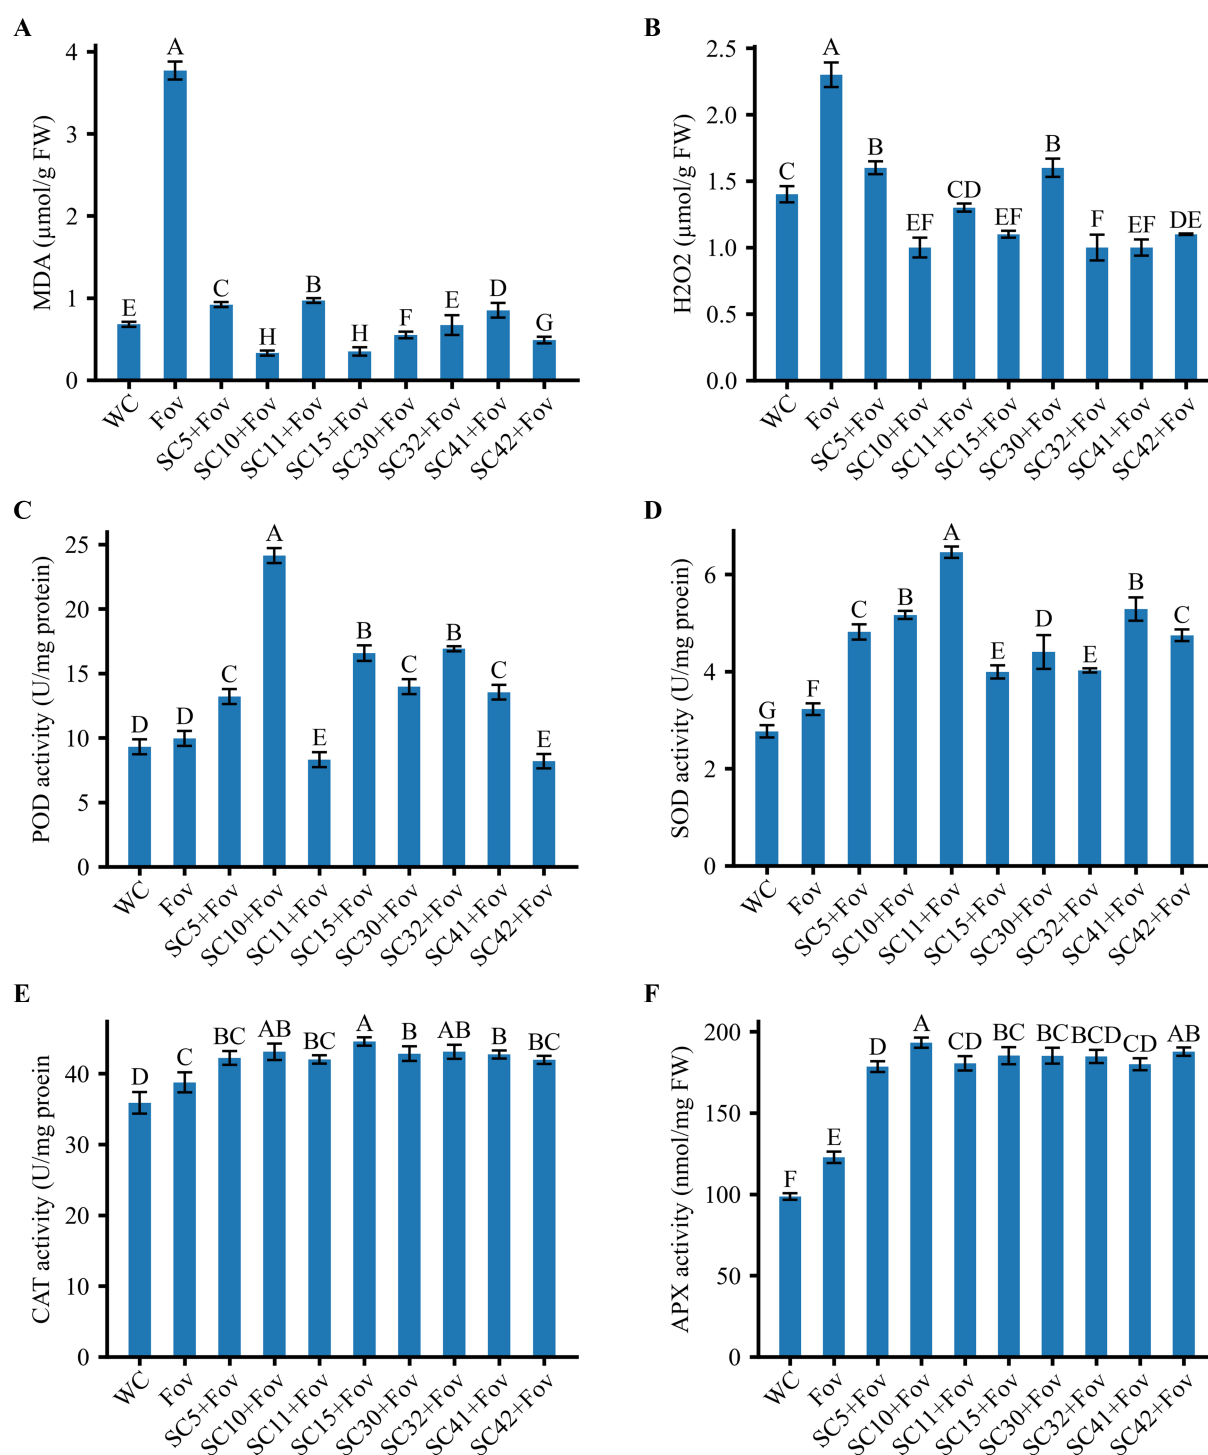 A
MDA (μmol/g FW)
4
3
2
1
0
A
E
C
H
B
H
F
E
D
G
WC
Fov
SC5+Fov
SC10+Fov
SC11+Fov
SC15+Fov
SC30+Fov
SC32+Fov
SC41+Fov
SC42+Fov
B
H2O2 (μmol/g FW)
2.5
2.0
1.5
1.0
0.5
0.0
C
A
B
EF
CD
EF
B
F
EF
DE
WC
Fov
SC5+Fov
SC10+Fov
SC11+Fov
SC15+Fov
SC30+Fov
SC32+Fov
SC41+Fov
SC42+Fov
C
POD activity (U/mg protein)
25
20
15
10
5
0
D
D
C
A
E
B
C
B
C
E
WC
Fov
SC5+Fov
SC10+Fov
SC11+Fov
SC15+Fov
SC30+Fov
SC32+Fov
SC41+Fov
SC42+Fov
D
SOD activity (U/mg proein)
6
4
2
0
G
F
C
B
A
E
D
E
B
C
WC
Fov
SC5+Fov
SC10+Fov
SC11+Fov
SC15+Fov
SC30+Fov
SC32+Fov
SC41+Fov
SC42+Fov
E
CAT activity (U/mg proein
40
30
20
10
0
D
C
BC
AB
BC
A
B
AB
B
BC
WC
Fov
SC5+Fov
SC10+Fov
SC11+Fov
SC15+Fov
SC30+Fov
SC32+Fov
SC41+Fov
SC42+Fov
F
APX activity (nmol/mg FW)
200
150
100
50
0
F
E
D
A
CD
BC
BC
BCD
CD
AB
WC
Fov
SC5+Fov
SC10+Fov
SC11+Fov
SC15+Fov
SC30+Fov
SC32+Fov
SC41+Fov
SC42+Fov